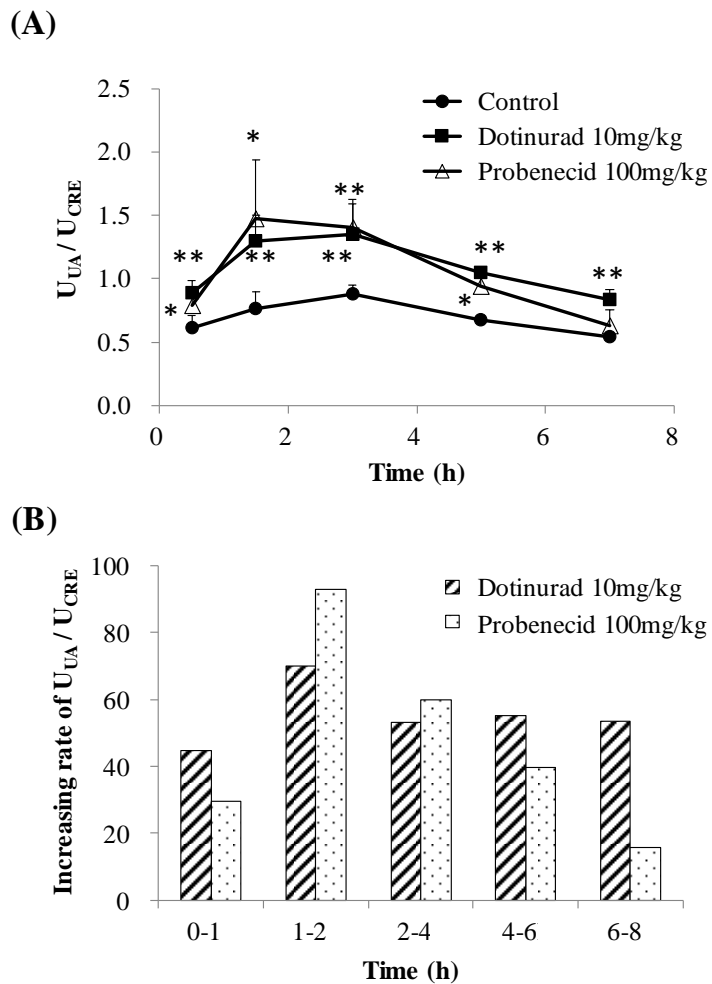 (A)
2.5
2.0
1.5
1.0
0.5
0.0
U_UA / U_CRE
Control
Dotinurad 10mg/kg
Probenecid 100mg/kg
*
**
**
**
**
**
**
*
*
0
2
4
6
8
Time (h)
(B)
100
80
60
40
20
0
Increasing rate of U_UA / U_CRE
Dotinurad 10mg/kg
Probenecid 100mg/kg
0-1
1-2
2-4
4-6
6-8
Time (h)